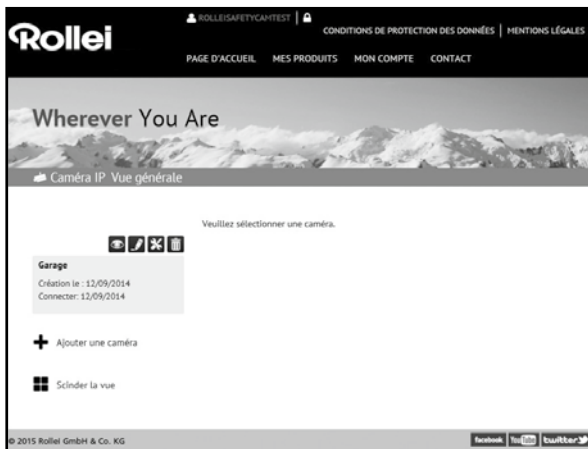 Rollei
ROLLEISAFETYCAMTEST
CONDITIONS DE PROTECTION DES DONNÉES | MENTIONS LÉGALES
PAGE D'ACCUEIL MES PRODUITS MON COMPTE CONTACT
Wherever You Are
Caméra IP Vue générale
Veuillez sélectionner une caméra.
Garage
Création le : 12/09/2014
Connecter: 12/09/2014
Ajouter une caméra
Scinder la vue
© 2015 Rollei GmbH & Co. KG
facebook YouTube twitter